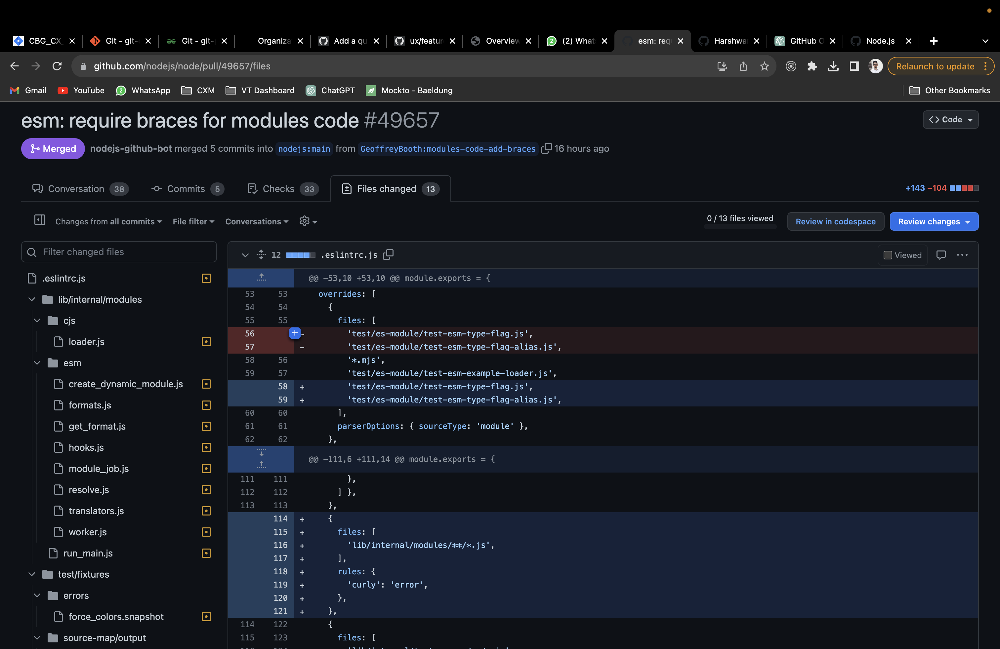 CBG_CX_
Git - git-
Git - git-
Organiza
Add a qu
ux/featur
Overview
(2) What
esm: req
Harshwa
GitHub
Node.js
github.com/nodejs/node/pull/49657/files
Relaunch to update
Gmail
YouTube
2 WhatsApp
CXM
VT Dashboard
ChatGPT
Mockto - Baeldung
Other Bookmarks
esm: require braces for modules code #49657
Code
Merged
nodejs-github-bot merged 5 commits into nodejs:main from GeoffreyBooth:modules-code-add-braces 16 hours ago
Conversation 38
Commits 5
Checks 33
Files changed 13
+143 −104
Changes from all commits
File filter
Conversations
0 / 13 files viewed
Review in codespace
Review changes
Filter changed files
.eslintrc.js
lib/internal/modules
cjs
loader.js
esm
create_dynamic_module.js
formats.js
get_format.js
hooks.js
module_job.js
resolve.js
translators.js
worker.js
run_main.js
test/fixtures
errors
force_colors.snapshot
source-map/output
12 .eslintrc.js
Viewed
@@ -53,10 +53,10 @@ module.exports = {
53 53 overrides: [
54 54 {
55 55 files: [
56 - 'test/es-module/test-esm-type-flag.js',
57 - 'test/es-module/test-esm-type-flag-alias.js',
58 56 '*.mjs',
59 57 'test/es-module/test-esm-example-loader.js',
58 + 'test/es-module/test-esm-type-flag.js',
59 + 'test/es-module/test-esm-type-flag-alias.js',
60 60 ],
61 61 parserOptions: { sourceType: 'module' },
62 62 },
@@ -111,6 +111,14 @@ module.exports = {
111 111 },
112 112 ] },
113 113 },
114 + {
115 + files: [
116 + 'lib/internal/modules/**/*.js',
117 + ],
118 + rules: {
119 + 'curly': 'error',
120 + },
121 + },
114 122 {
115 123 files: [